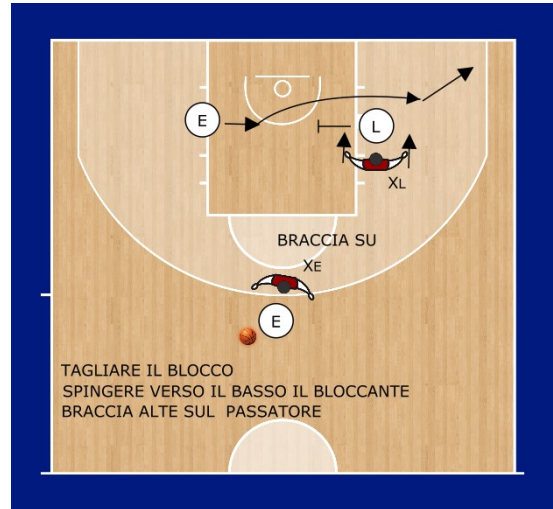 E
L
XL
BRACCIA SU
XE
E
TAGLIARE IL BLOCCO
SPINGERE VERSO IL BASSO IL BLOCCANTE
BRACCIA ALTE SUL PASSATORE